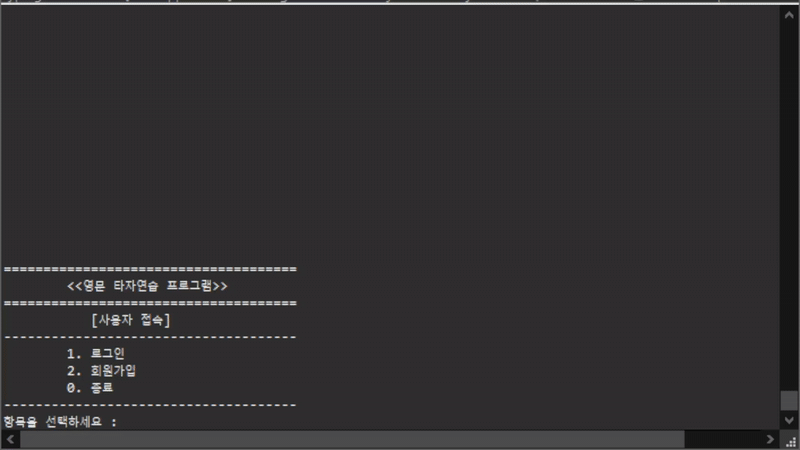 =====================================
<<영문 타자연습 프로그램>>
=====================================
[사용자 접속]
-------------------------------------
1. 로그인
2. 회원가입
0. 종료
-------------------------------------
항목을 선택하세요 :